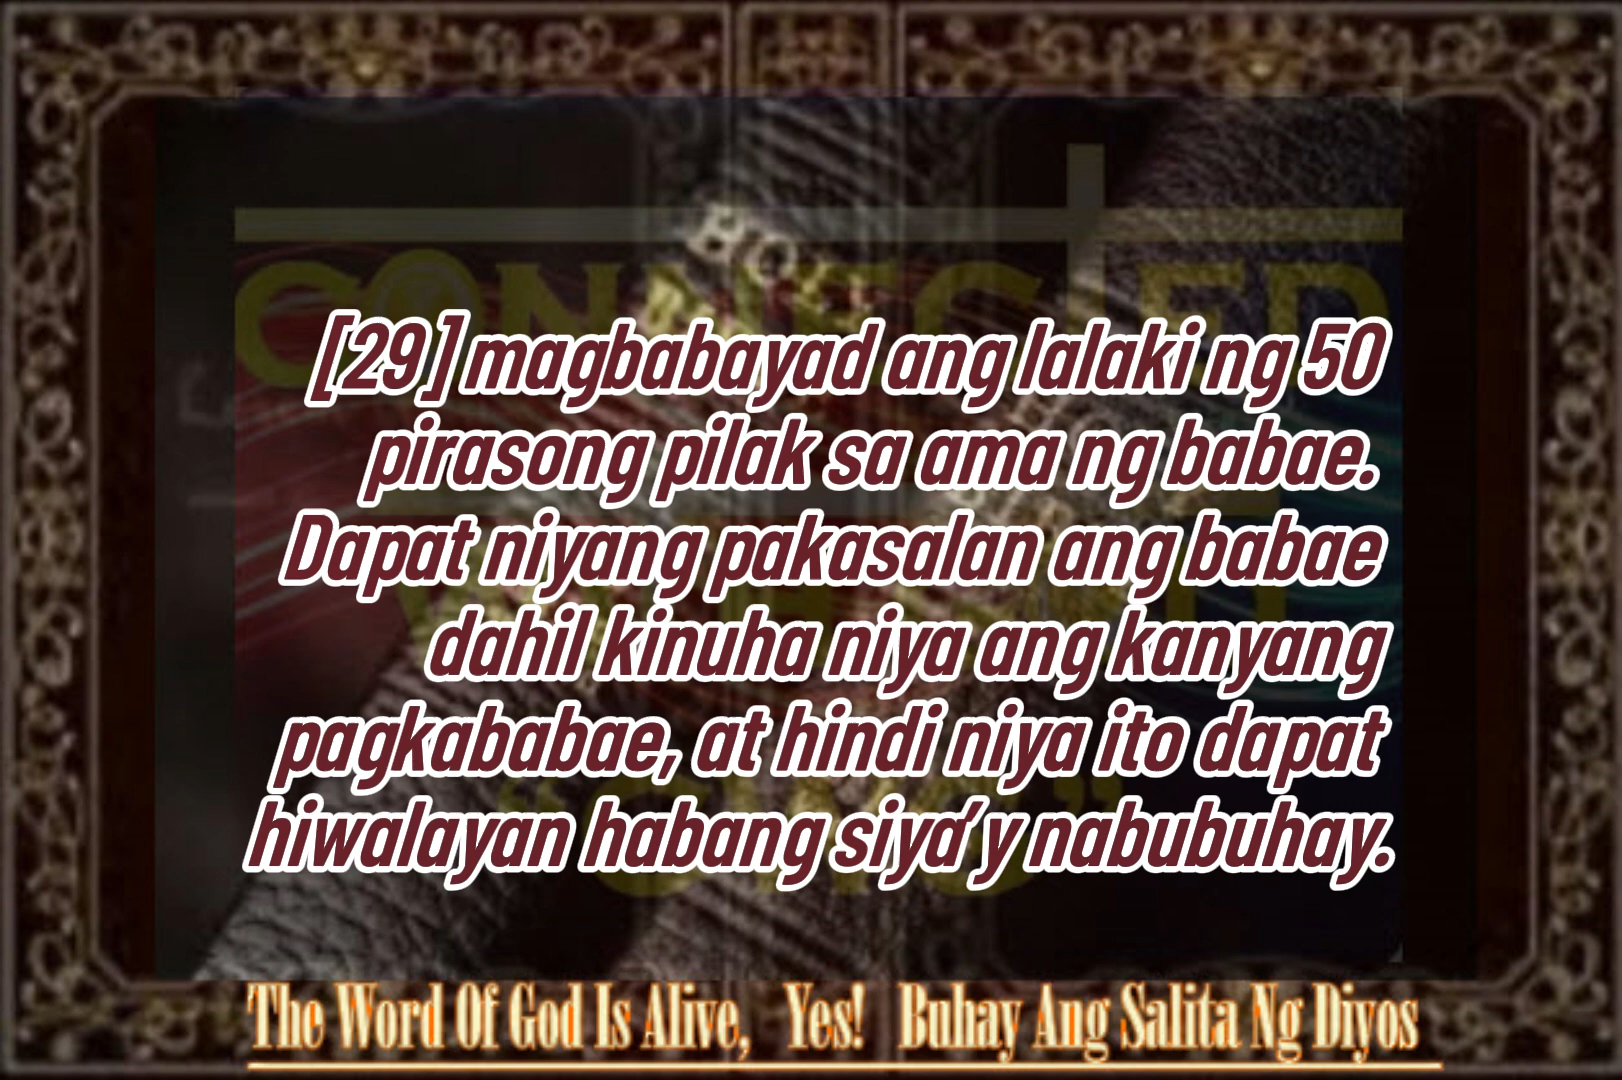 CONNECTED
[29] magbabayad ang lalaki ng 50
pirasong pilak sa ama ng babae.
Dapat niyang pakasalan ang babae
dahil kinuha niya ang kanyang
pagkababae, at hindi niya ito dapat
hiwalayan habang siya'y nabubuhay.
The Word Of God Is Alive, Yes! Buhay Ang Salita Ng Diyos